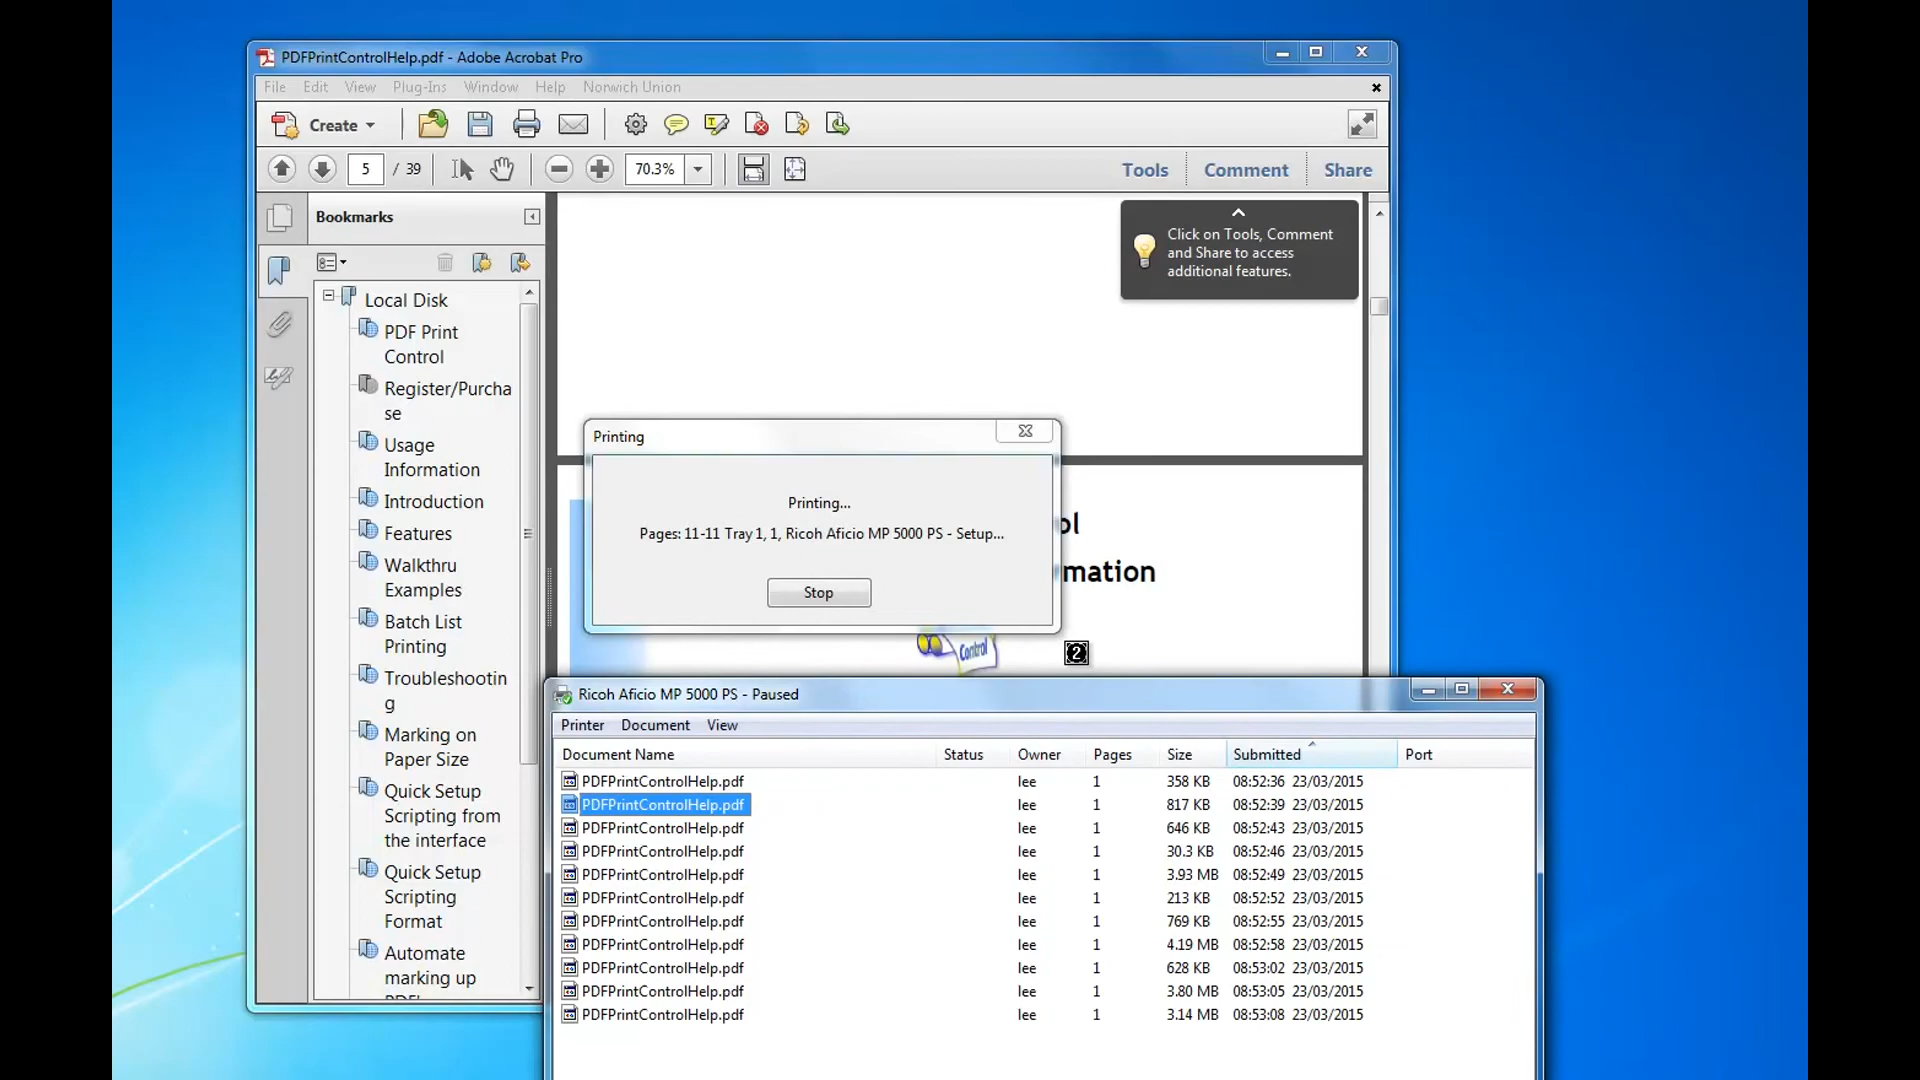 PDFPrintControlHelp.pdf - Adobe Acrobat Pro
File Edit View Plug-Ins Window Help Norwich Union
Create
5 / 39 70.3% Tools Comment Share
Bookmarks
Click on Tools, Comment
and Share to access
additional features.
Local Disk
PDF Print
Control
Register/Purcha
se
Usage
Information
Introduction
Features
Walkthru
Examples
Batch List
Printing
Troubleshootin
g
Marking on
Paper Size
Quick Setup
Scripting from
the interface
Quick Setup
Scripting
Format
Automate
marking up
Printing
Printing...
Pages: 11-11 Tray 1, 1, Ricoh Aficio MP 5000 PS - Setup...
Stop
ol
mation
Control
2
Ricoh Aficio MP 5000 PS - Paused
Printer Document View
Document Name Status Owner Pages Size Submitted Port
PDFPrintControlHelp.pdf lee 1 358 KB 08:52:36 23/03/2015
PDFPrintControlHelp.pdf lee 1 817 KB 08:52:39 23/03/2015
PDFPrintControlHelp.pdf lee 1 646 KB 08:52:43 23/03/2015
PDFPrintControlHelp.pdf lee 1 30.3 KB 08:52:46 23/03/2015
PDFPrintControlHelp.pdf lee 1 3.93 MB 08:52:49 23/03/2015
PDFPrintControlHelp.pdf lee 1 213 KB 08:52:52 23/03/2015
PDFPrintControlHelp.pdf lee 1 769 KB 08:52:55 23/03/2015
PDFPrintControlHelp.pdf lee 1 4.19 MB 08:52:58 23/03/2015
PDFPrintControlHelp.pdf lee 1 628 KB 08:53:02 23/03/2015
PDFPrintControlHelp.pdf lee 1 3.80 MB 08:53:05 23/03/2015
PDFPrintControlHelp.pdf lee 1 3.14 MB 08:53:08 23/03/2015